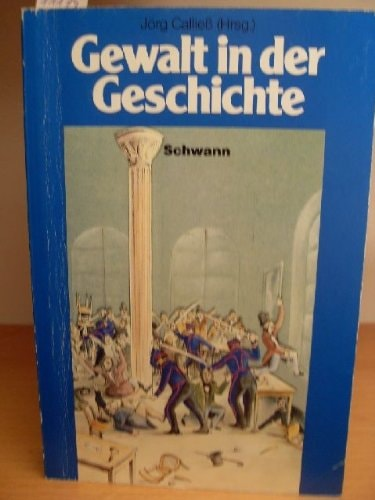 Jörg Calließ (Hrsg.)
Gewalt in der
Geschichte
Schwann